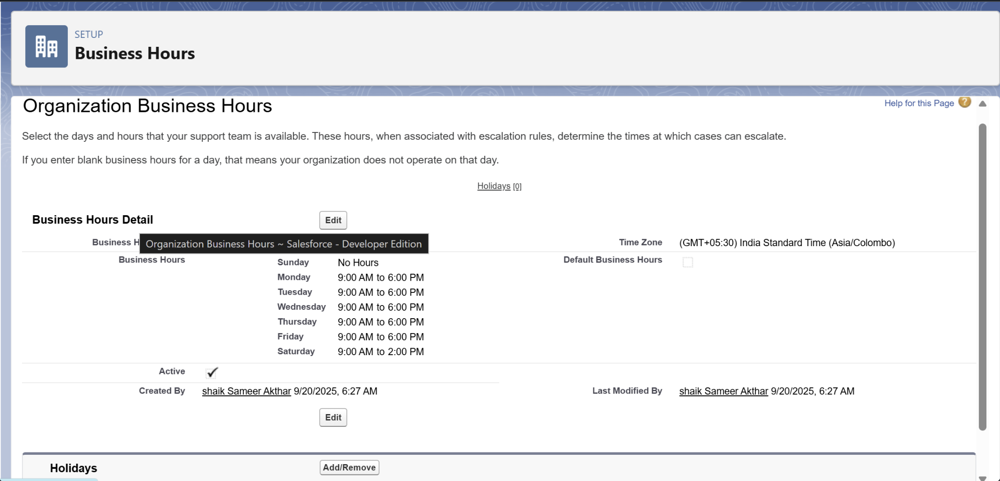 SETUP
Business Hours
Organization Business Hours
Help for this Page ?
Select the days and hours that your support team is available. These hours, when associated with escalation rules, determine the times at which cases can escalate.
If you enter blank business hours for a day, that means your organization does not operate on that day.
Holidays [0]
Business Hours Detail
Edit
Business H
Organization Business Hours ~ Salesforce - Developer Edition
Time Zone (GMT+05:30) India Standard Time (Asia/Colombo)
Business Hours
Sunday No Hours
Monday 9:00 AM to 6:00 PM
Tuesday 9:00 AM to 6:00 PM
Wednesday 9:00 AM to 6:00 PM
Thursday 9:00 AM to 6:00 PM
Friday 9:00 AM to 6:00 PM
Saturday 9:00 AM to 2:00 PM
Default Business Hours
Active
Created By shaik Sameer Akthar 9/20/2025, 6:27 AM
Last Modified By shaik Sameer Akthar 9/20/2025, 6:27 AM
Edit
Holidays
Add/Remove